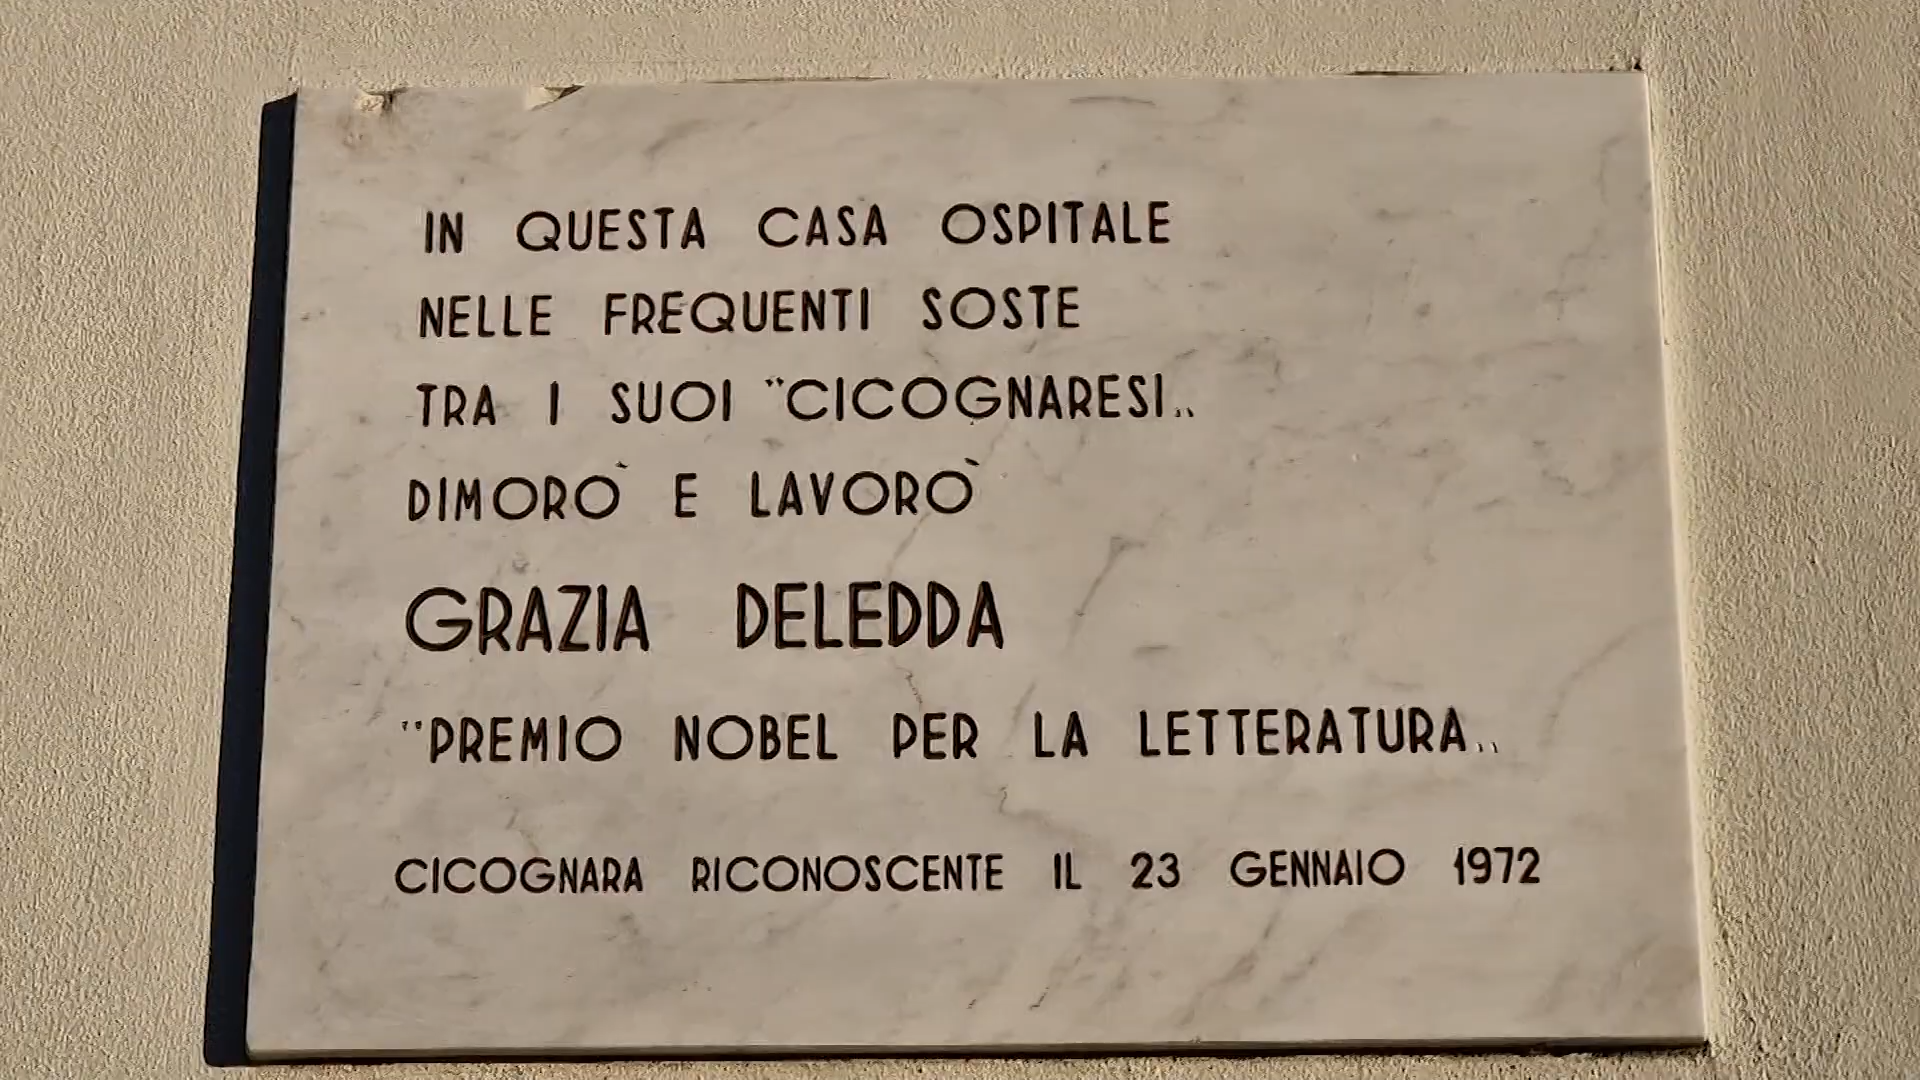 IN QUESTA CASA OSPITALE
NELLE FREQUENTI SOSTE
TRA I SUOI "CICOGNARESI„
DIMORÒ E LAVORÒ
GRAZIA DELEDDA
"PREMIO NOBEL PER LA LETTERATURA„
CICOGNARA RICONOSCENTE IL 23 GENNAIO 1972